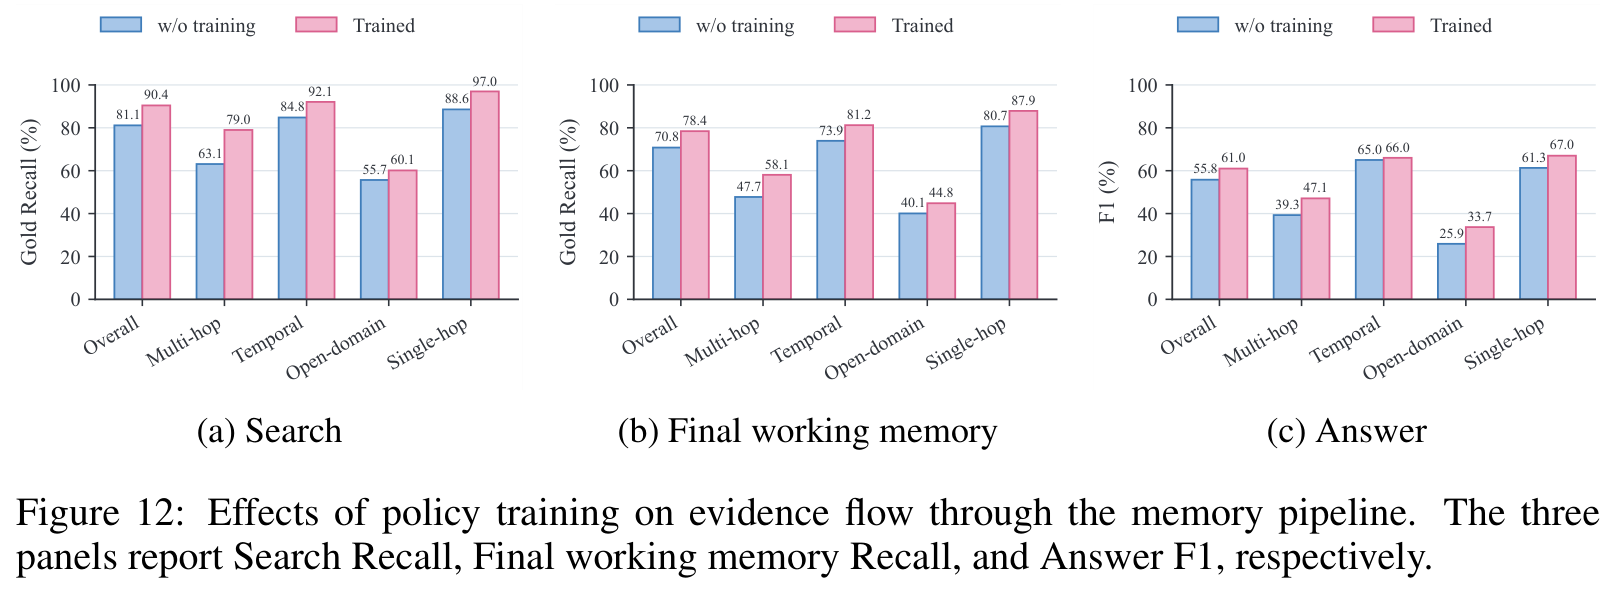 w/o training Trained
100
80
60
40
20
0
Gold Recall (%)
81.1 90.4
63.1 79.0
84.8 92.1
55.7 60.1
88.6 97.0
Overall Multi-hop Temporal Open-domain Single-hop
(a) Search
w/o training Trained
100
80
60
40
20
0
Gold Recall (%)
70.8 78.4
47.7 58.1
73.9 81.2
40.1 44.8
80.7 87.9
Overall Multi-hop Temporal Open-domain Single-hop
(b) Final working memory
w/o training Trained
100
80
60
40
20
0
F1 (%)
55.8 61.0
39.3 47.1
65.0 66.0
25.9 33.7
61.3 67.0
Overall Multi-hop Temporal Open-domain Single-hop
(c) Answer
Figure 12: Effects of policy training on evidence flow through the memory pipeline. The three
panels report Search Recall, Final working memory Recall, and Answer F1, respectively.